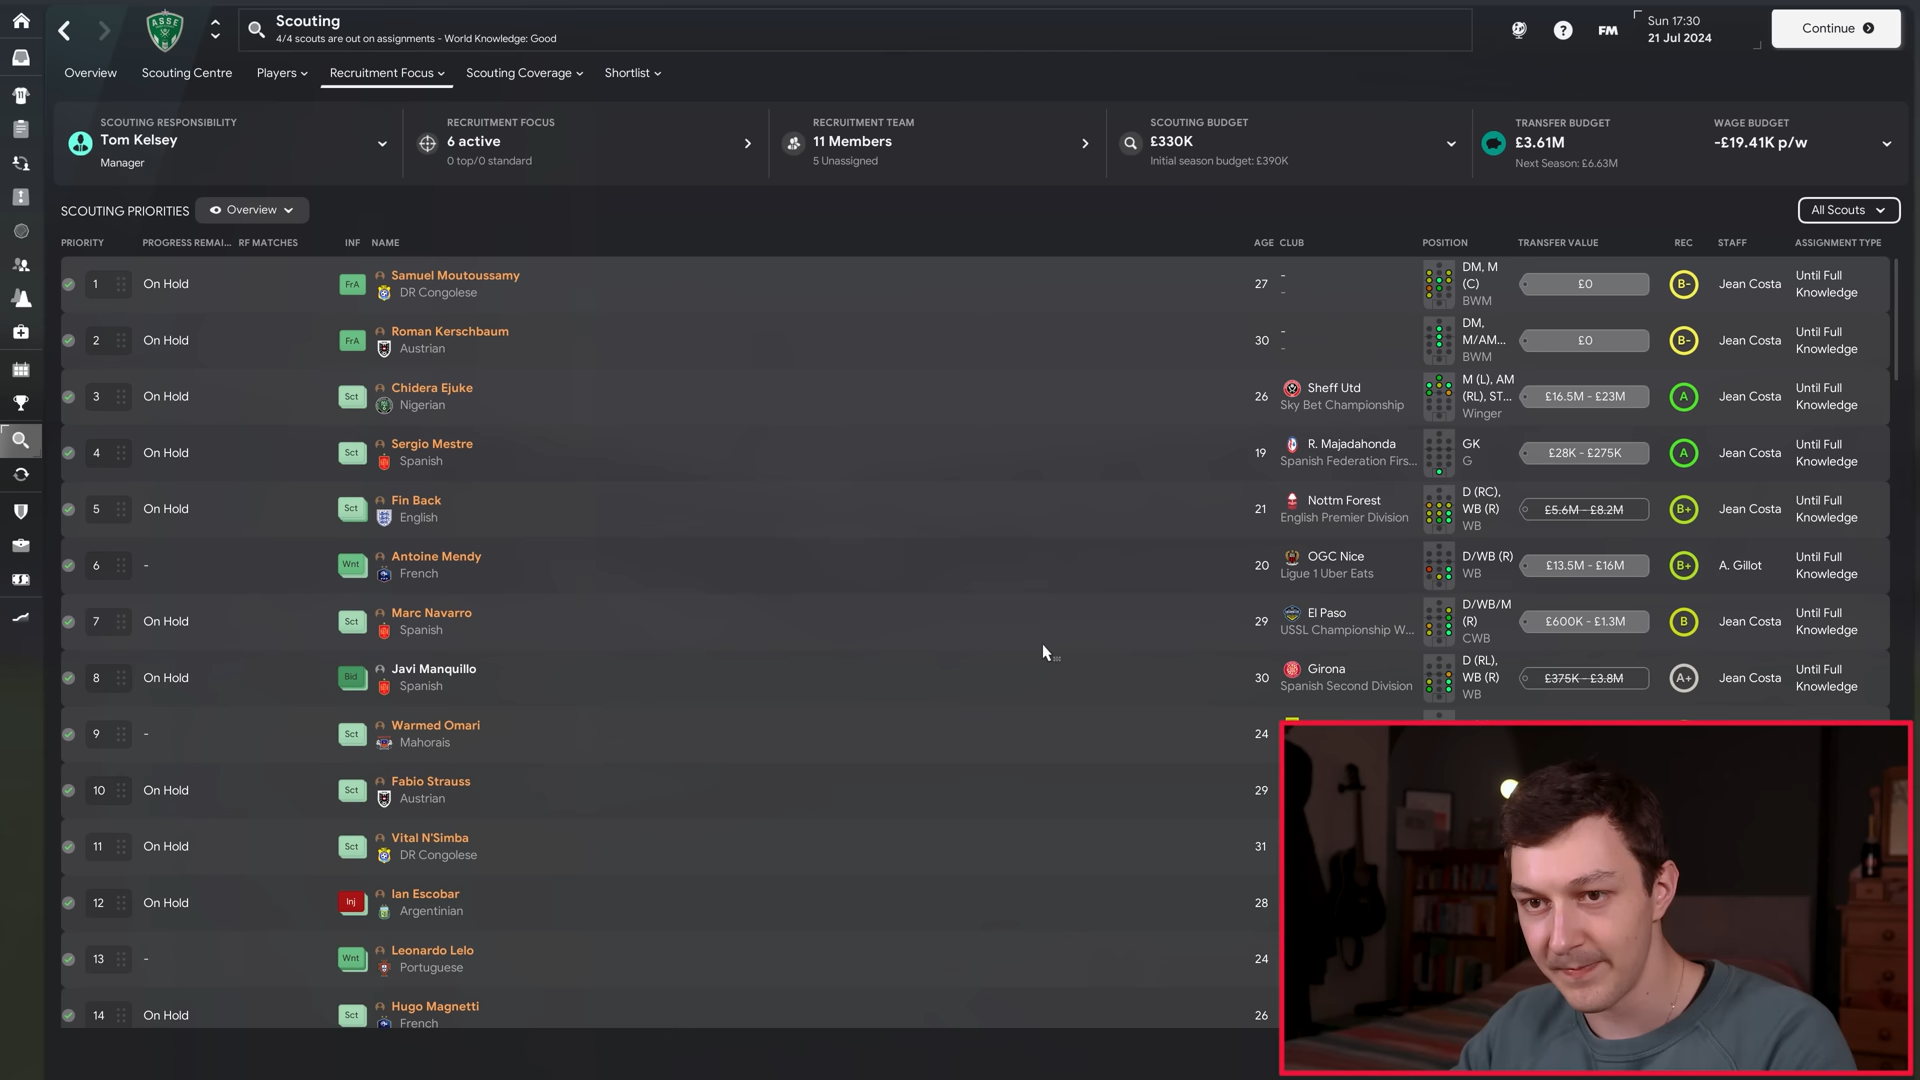 Scouting
4/4 scouts are out on assignments - World Knowledge: Good
FM
Sun 17:30
21 Jul 2024
Continue
Overview
Scouting Centre
Players
Recruitment Focus
Scouting Coverage
Shortlist
SCOUTING RESPONSIBILITY
Tom Kelsey
Manager
RECRUITMENT FOCUS
6 active
0 top/0 standard
RECRUITMENT TEAM
11 Members
5 Unassigned
SCOUTING BUDGET
£330K
Initial season budget: £390K
TRANSFER BUDGET
£3.61M
Next Season: £6.63M
WAGE BUDGET
-£19.41K p/w
SCOUTING PRIORITIES
Overview
All Scouts
PRIORITY PROGRESS REMAI... RF MATCHES INF NAME AGE CLUB POSITION TRANSFER VALUE REC STAFF ASSIGNMENT TYPE
1 On Hold FrA Samuel Moutoussamy
DR Congolese
27 - -
DM, M
(C)
BWM
£0 B- Jean Costa
Until Full
Knowledge
2 On Hold FrA Roman Kerschbaum
Austrian
30 - -
DM,
M/AM...
BWM
£0 B- Jean Costa
Until Full
Knowledge
3 On Hold Sct Chidera Ejuke
Nigerian
26 Sheff Utd
Sky Bet Championship
M (L), AM
(RL), ST...
Winger
£16.5M - £23M A Jean Costa
Until Full
Knowledge
4 On Hold Sct Sergio Mestre
Spanish
19 R. Majadahonda
Spanish Federation Firs...
GK
G
£28K - £275K A Jean Costa
Until Full
Knowledge
5 On Hold Sct Fin Back
English
21 Nottm Forest
English Premier Division
D (RC),
WB (R)
WB
£5.6M - £8.2M B+ Jean Costa
Until Full
Knowledge
6 - Wnt Antoine Mendy
French
20 OGC Nice
Ligue 1 Uber Eats
D/WB (R)
WB
£13.5M - £16M B+ A. Gillot
Until Full
Knowledge
7 On Hold Sct Marc Navarro
Spanish
29 El Paso
USSL Championship W...
D/WB/M
(R)
CWB
£600K - £1.3M B Jean Costa
Until Full
Knowledge
8 On Hold Bid Javi Manquillo
Spanish
30 Girona
Spanish Second Division
D (RL),
WB (R)
WB
£375K - £3.8M A+ Jean Costa
Until Full
Knowledge
9 - Sct Warmed Omari
Mahorais
24
10 On Hold Sct Fabio Strauss
Austrian
29
11 On Hold Sct Vital N'Simba
DR Congolese
31
12 On Hold Inj Ian Escobar
Argentinian
28
13 - Wnt Leonardo Lelo
Portuguese
24
14 On Hold Sct Hugo Magnetti
French
26